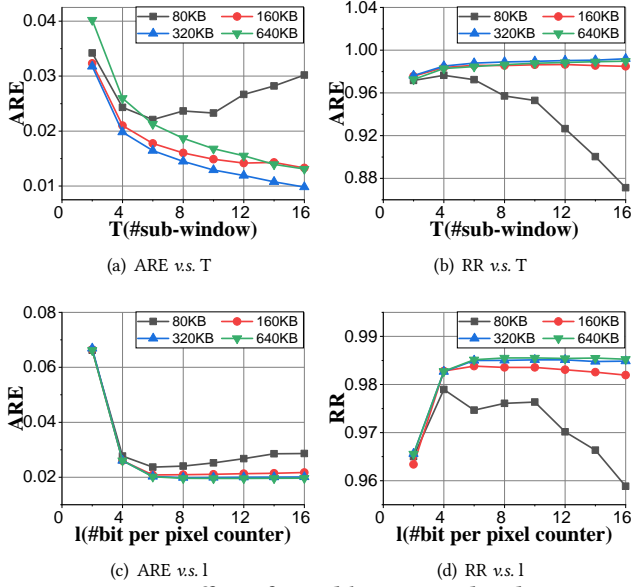 80KB 160KB
320KB 640KB
0.04
0.03
0.02
0.01
ARE
0 4 8 12 16
T(#sub-window)
(a) ARE v.s. T
80KB 160KB
320KB 640KB
1.04
1.00
0.96
0.92
0.88
ARE
0 4 8 12 16
T(#sub-window)
(b) RR v.s. T
80KB 160KB
320KB 640KB
0.08
0.06
0.04
0.02
ARE
0 4 8 12 16
l(#bit per pixel counter)
(c) ARE v.s. l
80KB 160KB
320KB 640KB
0.99
0.98
0.97
0.96
RR
0 4 8 12 16
l(#bit per pixel counter)
(d) RR v.s. l